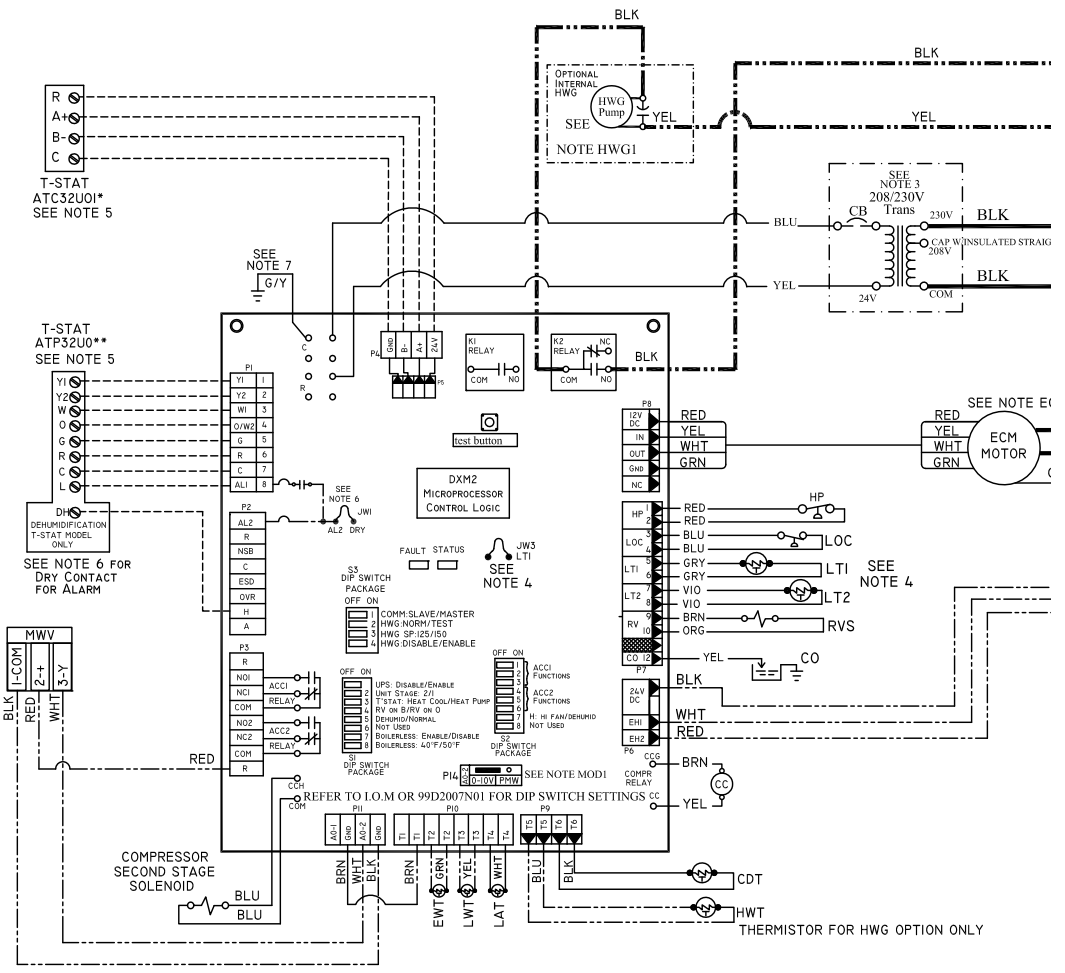 BLK
BLK
OPTIONAL
INTERNAL
HWG
HWG
Pump
SEE
YEL
NOTE HWG1
YEL
R
A+
B-
C
T-STAT
ATC32U01*
SEE NOTE 5
SEE
NOTE 3
208/230V
Trans
BLU
CB
230V
BLK
CAP W/INSULATED STRAIG
208V
BLK
YEL
24V
COM
SEE
NOTE 7
G/Y
T-STAT
ATP32U0**
SEE NOTE 5
C
R
P4
GND
B-
A+
24V
P5
K1
RELAY
COM
NO
K2
RELAY
NC
COM
NO
BLK
Y1
Y2
W
O
G
R
C
L
DH
DEHUMIDIFICATION
T-STAT MODEL
ONLY
SEE NOTE 6 FOR
DRY CONTACT
FOR ALARM
P1
Y1 1
Y2 2
W1 3
O/W2 4
G 5
R 6
C 7
AL1 8
SEE
NOTE 6
JW1
AL2 DRY
test button
DXM2
MICROPROCESSOR
CONTROL LOGIC
P8
12V
DC
IN
OUT
GND
NC
RED
YEL
WHT
GRN
SEE NOTE EC
RED
YEL
WHT
GRN
ECM
MOTOR
P2
AL2
R
NSB
C
ESD
OVR
H
A
FAULT STATUS
JW3
LT1
SEE
NOTE 4
HP
LOC
LT1
LT2
RV
CO
1
2
3
4
5
6
7
8
9
10
12
RED
RED
BLU
BLU
GRY
GRY
VIO
VIO
BRN
ORG
YEL
HP
LOC
LT1
LT2
SEE
NOTE 4
RVS
CO
P7
S3
DIP SWITCH
PACKAGE
OFF ON
1 COMM:SLAVE/MASTER
2 HWG:NORM/TEST
3 HWG SP:125/150
4 HWG:DISABLE/ENABLE
MWV
1-COM
2-+
3-Y
BLK
RED
WHT
P3
R
NO1
NC1
COM
NO2
NC2
COM
R
ACC1
RELAY
ACC2
RELAY
RED
OFF ON
1 UPS: DISABLE/ENABLE
2 UNIT STAGE: 2/1
3 T'STAT: HEAT COOL/HEAT PUMP
4 RV ON B/RV ON O
5 DEHUMID/NORMAL
6 NOT USED
7 BOILERLESS: ENABLE/DISABLE
8 BOILERLESS: 40°F/50°F
S1
DIP SWITCH
PACKAGE
OFF ON
1
2
3
ACC1
FUNCTIONS
4
5
6
ACC2
FUNCTIONS
7 H: HI FAN/DEHUMID
8 NOT USED
S2
DIP SWITCH
PACKAGE
24V
DC
EH1
EH2
P6
BLK
WHT
RED
CCG
COMPR
RELAY
CC
BRN
CC
YEL
P14
A0-2
0-10V
PMW
SEE NOTE MOD1
CCH
COM
REFER TO I.O.M OR 99D2007N01 FOR DIP SWITCH SETTINGS
P11
A0-1
GND
A0-2
GND
P10
T1
T1
T2
T2
T3
T3
T4
T4
P9
T5
T5
T6
T6
COMPRESSOR
SECOND STAGE
SOLENOID
BLU
BLU
BRN
WHT
BLK
BRN
GRN
YEL
WHT
EWT
LWT
LAT
BLU
BLK
CDT
HWT
THERMISTOR FOR HWG OPTION ONLY